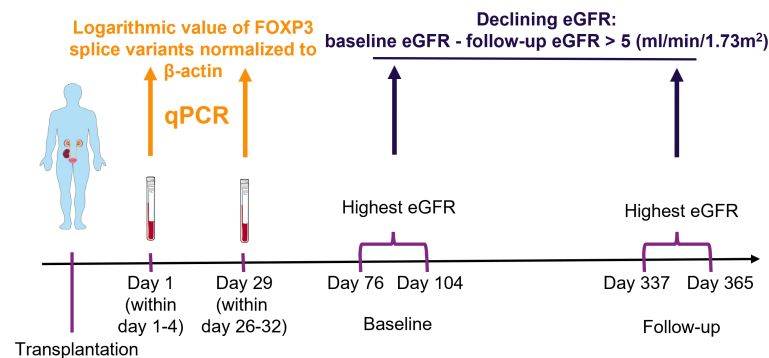 Logarithmic value of FOXP3
splice variants normalized to
β-actin
qPCR
Declining eGFR:
baseline eGFR - follow-up eGFR > 5 (ml/min/1.73m²)
Highest eGFR
Highest eGFR
Day 1
(within
day 1-4)
Day 29
(within
day 26-32)
Day 76
Day 104
Day 337
Day 365
Baseline
Follow-up
Transplantation